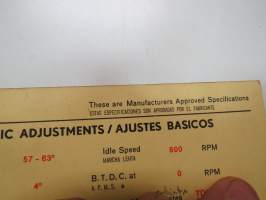 These are Manufacturers Approved Specifications
ESTAS ESPECIFICACIONES SON APROBADAS POR EL FABRICANTE
IC ADJUSTMENTS / AJUSTES BASICOS
57 - 63° Idle Speed 800 RPM
MARCHA LENTA
4° B.T.D.C. at 0 RPM
A.P.M.S. a